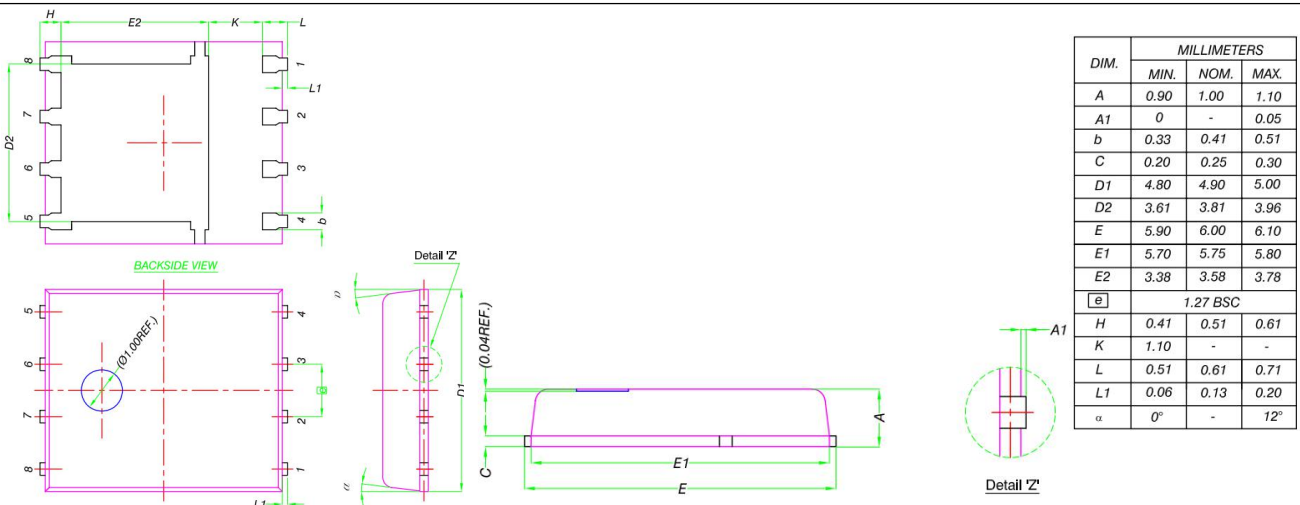 H E2 K L
8 1
L1
7 2
D2
6 3
5 4
b
BACKSIDE VIEW
Detail 'Z'
5 4
(Ø1.00REF.)
6 3
e
7 2
8 1
L1
α
D1
α
(0.04REF.)
A
C
E1
E
A1
Detail 'Z'
DIM. MILLIMETERS
MIN. NOM. MAX.
A 0.90 1.00 1.10
A1 0 - 0.05
b 0.33 0.41 0.51
C 0.20 0.25 0.30
D1 4.80 4.90 5.00
D2 3.61 3.81 3.96
E 5.90 6.00 6.10
E1 5.70 5.75 5.80
E2 3.38 3.58 3.78
e 1.27 BSC
H 0.41 0.51 0.61
K 1.10 - -
L 0.51 0.61 0.71
L1 0.06 0.13 0.20
α 0° - 12°